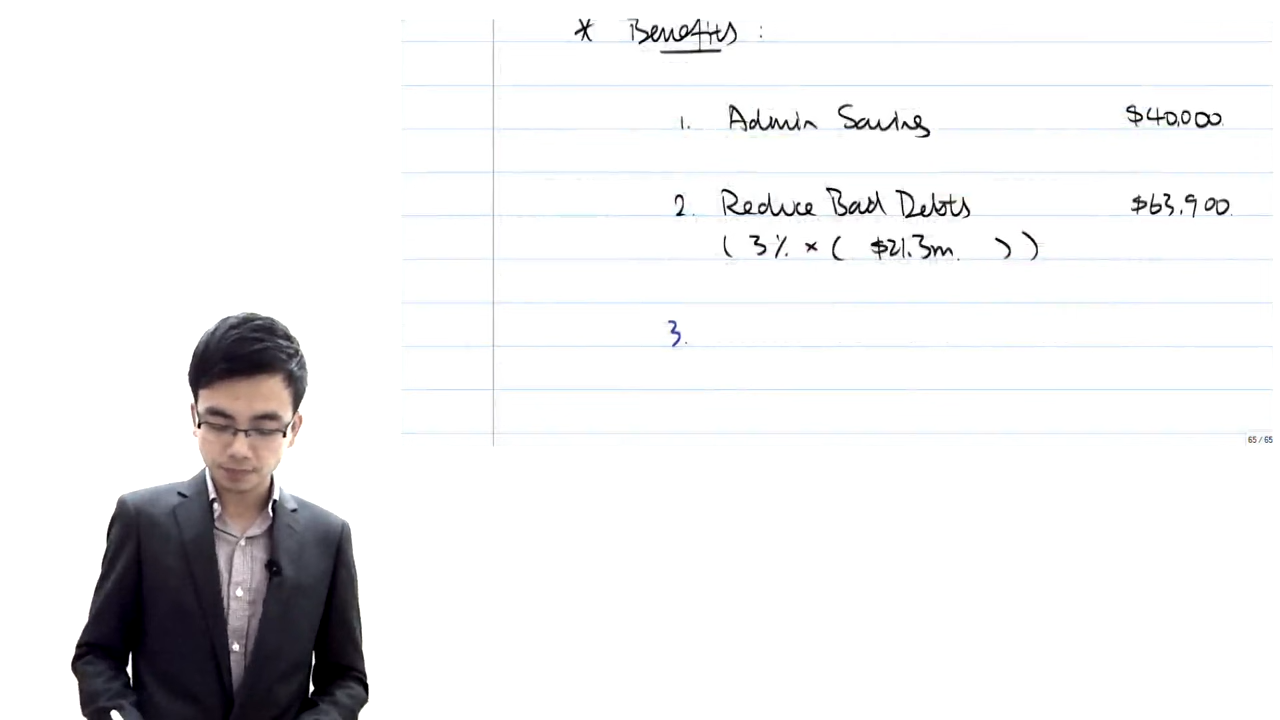 * Benefits :
1. Admin Saving $40,000.
2. Reduce Bad Debts $63,900.
( 3% × ( $21.3m. ) )
3.
65 / 65